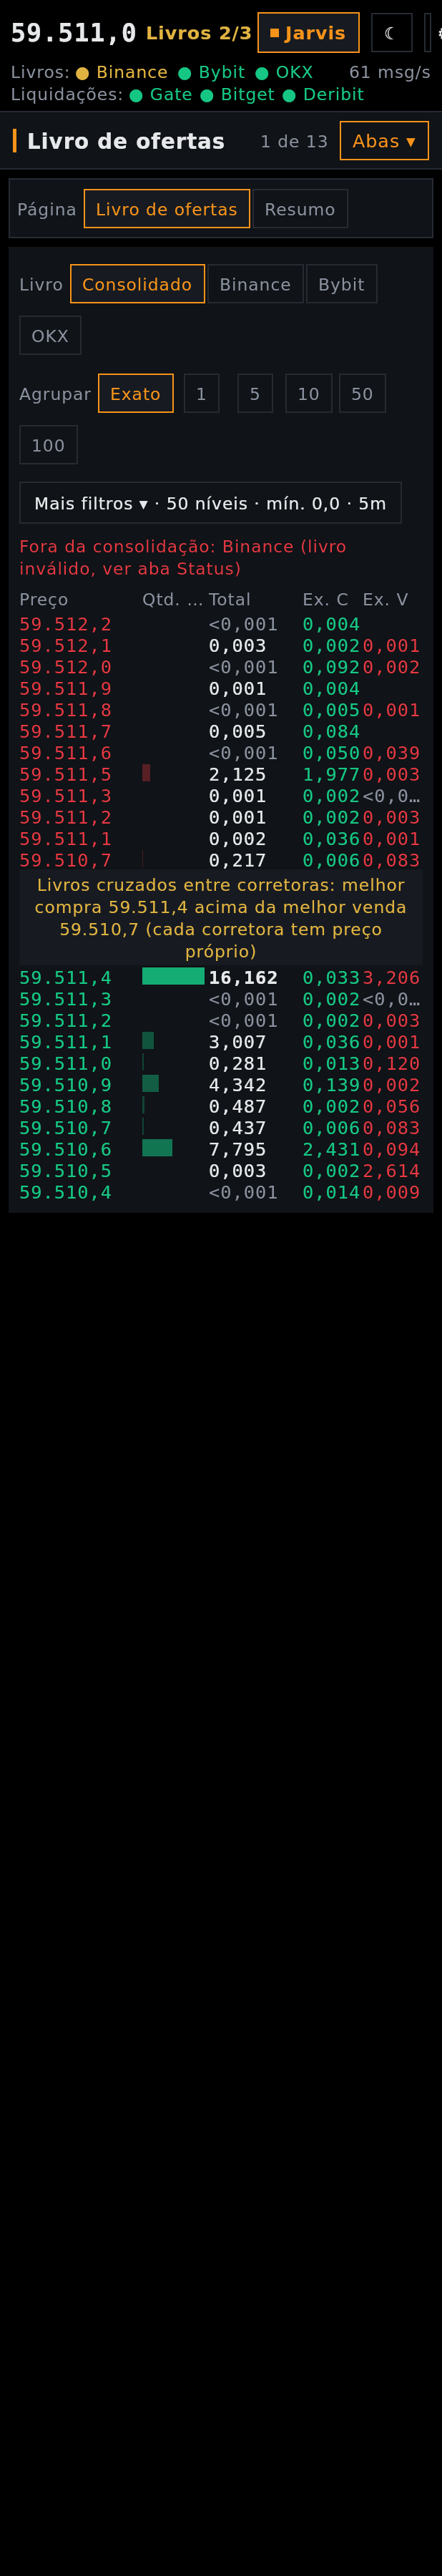 59.511,0 Livros 2/3 Jarvis ☾
Livros: ● Binance ● Bybit ● OKX 61 msg/s
Liquidações: ● Gate ● Bitget ● Deribit
Livro de ofertas 1 de 13 Abas ▾
Página Livro de ofertas Resumo
Livro Consolidado Binance Bybit
OKX
Agrupar Exato 1 5 10 50
100
Mais filtros ▾ · 50 níveis · mín. 0,0 · 5m
Fora da consolidação: Binance (livro
inválido, ver aba Status)
Preço Qtd. … Total Ex. C Ex. V
59.512,2 <0,001 0,004
59.512,1 0,003 0,002 0,001
59.512,0 <0,001 0,092 0,002
59.511,9 0,001 0,004
59.511,8 <0,001 0,005 0,001
59.511,7 0,005 0,084
59.511,6 <0,001 0,050 0,039
59.511,5 2,125 1,977 0,003
59.511,3 0,001 0,002 <0,0…
59.511,2 0,001 0,002 0,003
59.511,1 0,002 0,036 0,001
59.510,7 0,217 0,006 0,083
Livros cruzados entre corretoras: melhor
compra 59.511,4 acima da melhor venda
59.510,7 (cada corretora tem preço
próprio)
59.511,4 16,162 0,033 3,206
59.511,3 <0,001 0,002 <0,0…
59.511,2 <0,001 0,002 0,003
59.511,1 3,007 0,036 0,001
59.511,0 0,281 0,013 0,120
59.510,9 4,342 0,139 0,002
59.510,8 0,487 0,002 0,056
59.510,7 0,437 0,006 0,083
59.510,6 7,795 2,431 0,094
59.510,5 0,003 0,002 2,614
59.510,4 <0,001 0,014 0,009